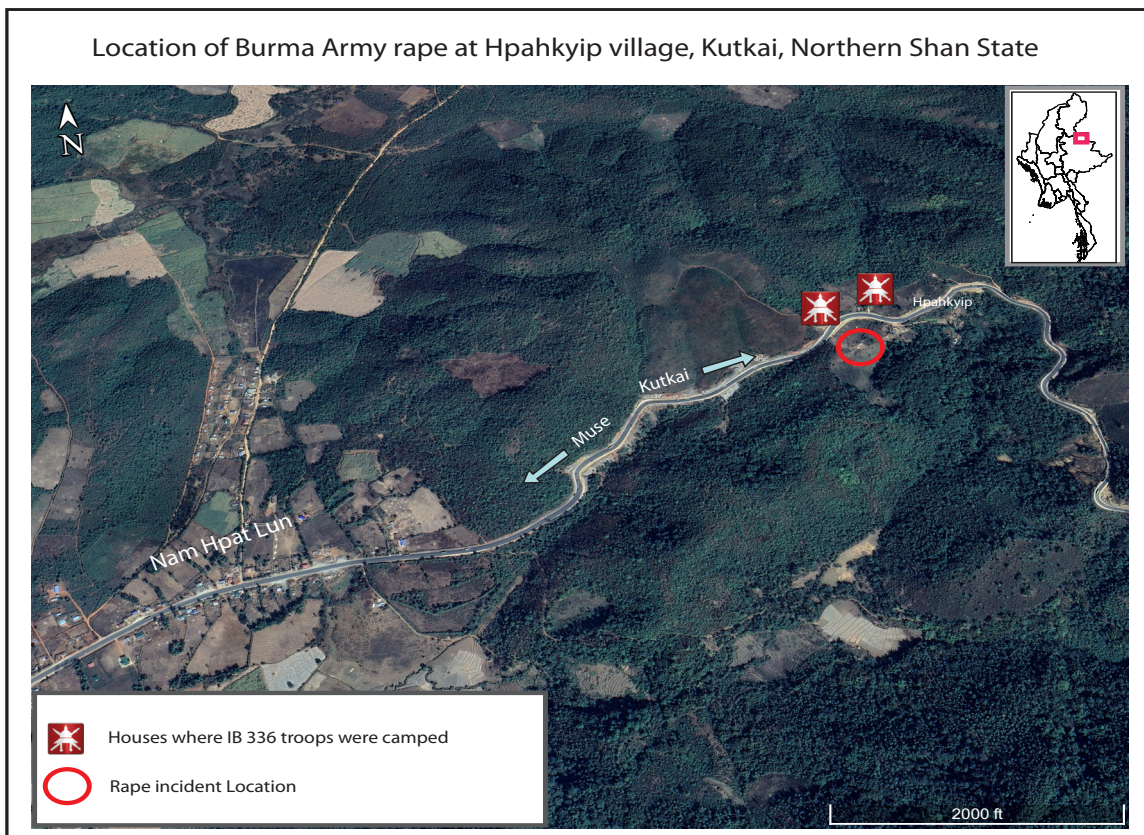 Location of Burma Army rape at Hpahkyip village, Kutkai, Northern Shan State
N
Hpahkyip
Kutkai
Muse
Nam Hpat Lun
Houses where IB 336 troops were camped
Rape incident Location
2000 ft